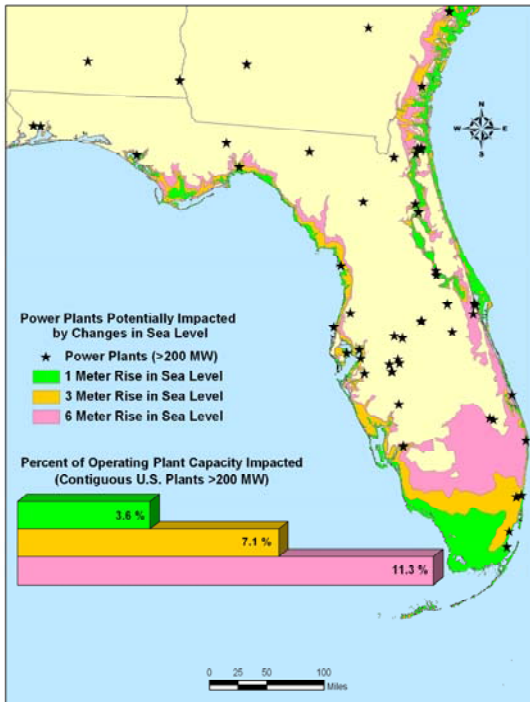 N
W E
S
Power Plants Potentially Impacted
by Changes in Sea Level
Power Plants (>200 MW)
1 Meter Rise in Sea Level
3 Meter Rise in Sea Level
6 Meter Rise in Sea Level
Percent of Operating Plant Capacity Impacted
(Contiguous U.S. Plants >200 MW)
3.6 %
7.1 %
11.3 %
0 25 50 100
Miles